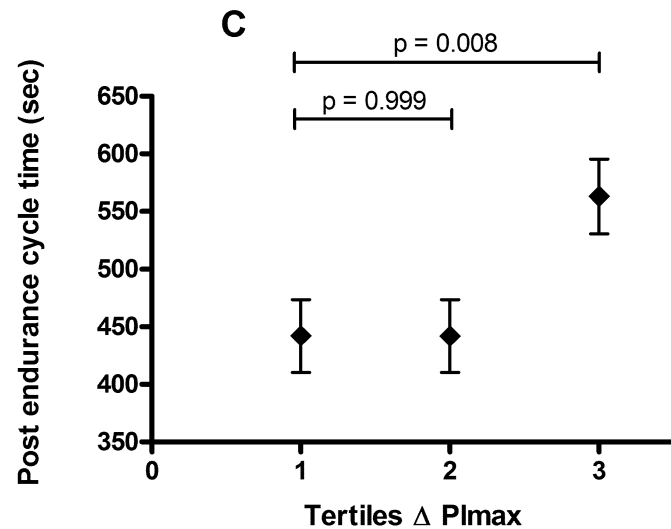 C
p = 0.008
p = 0.999
Post endurance cycle time (sec)
650
600
550
500
450
400
350
0 1 2 3
Tertiles Δ PImax